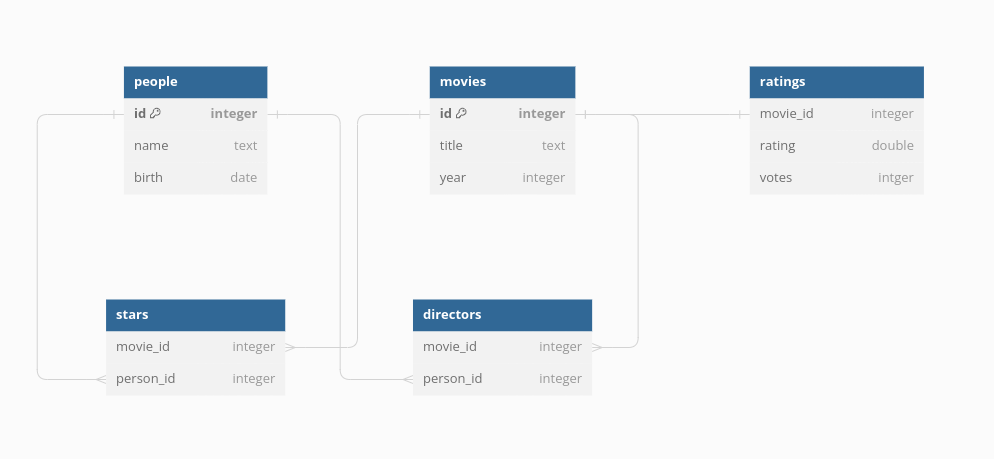 people
id integer
name text
birth date
movies
id integer
title text
year integer
ratings
movie_id integer
rating double
votes intger
stars
movie_id integer
person_id integer
directors
movie_id integer
person_id integer